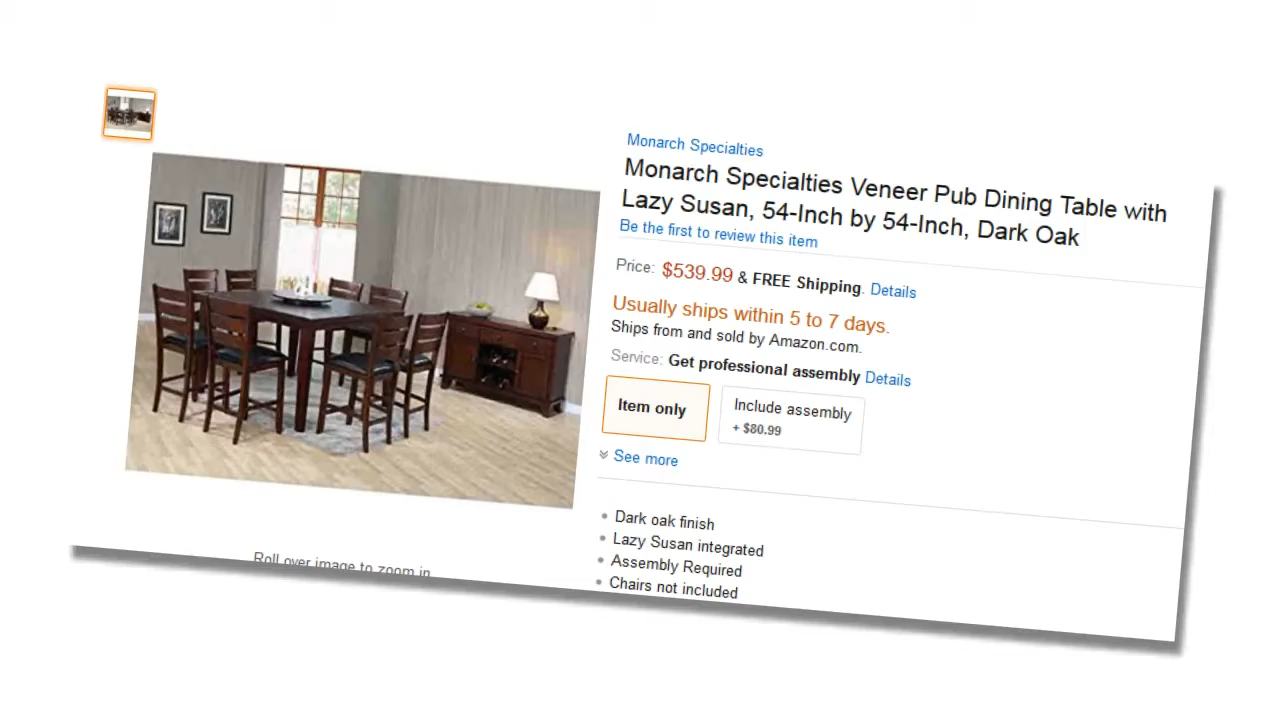 Monarch Specialties
Monarch Specialties Veneer Pub Dining Table with
Lazy Susan, 54-Inch by 54-Inch, Dark Oak
Be the first to review this item
Price: $539.99 & FREE Shipping. Details
Usually ships within 5 to 7 days.
Ships from and sold by Amazon.com.
Service: Get professional assembly Details
Item only
Include assembly
+ $80.99
See more
Dark oak finish
Lazy Susan integrated
Assembly Required
Chairs not included
Roll over image to zoom in